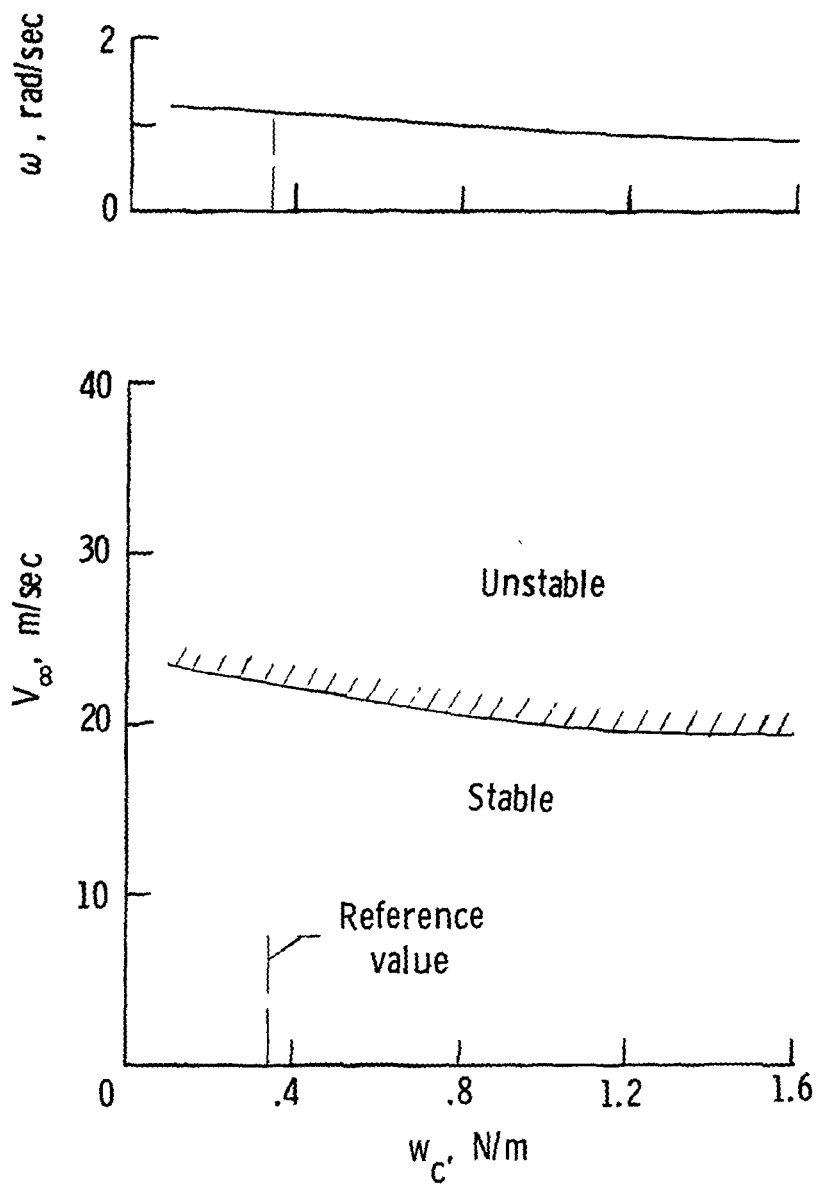 2
ω, rad/sec
0
40
30
Unstable
V∞, m/sec
20
Stable
10
Reference
value
0 .4 .8 1.2 1.6
wc, N/m